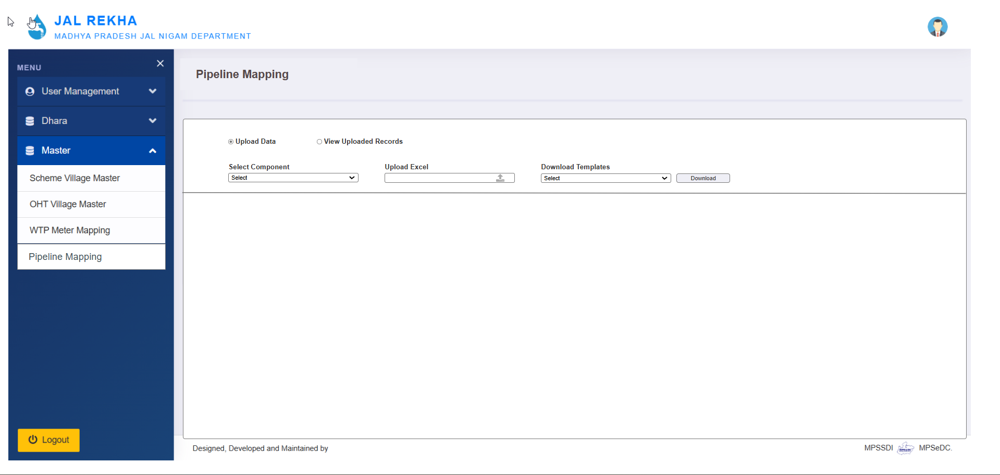 JAL REKHA
MADHYA PRADESH JAL NIGAM DEPARTMENT
MENU
User Management
Dhara
Master
Scheme Village Master
OHT Village Master
WTP Meter Mapping
Pipeline Mapping
Logout
Pipeline Mapping
Upload Data View Uploaded Records
Select Component Upload Excel Download Templates
Select Select Download
Designed, Developed and Maintained by MPSSDI MPSeDC.